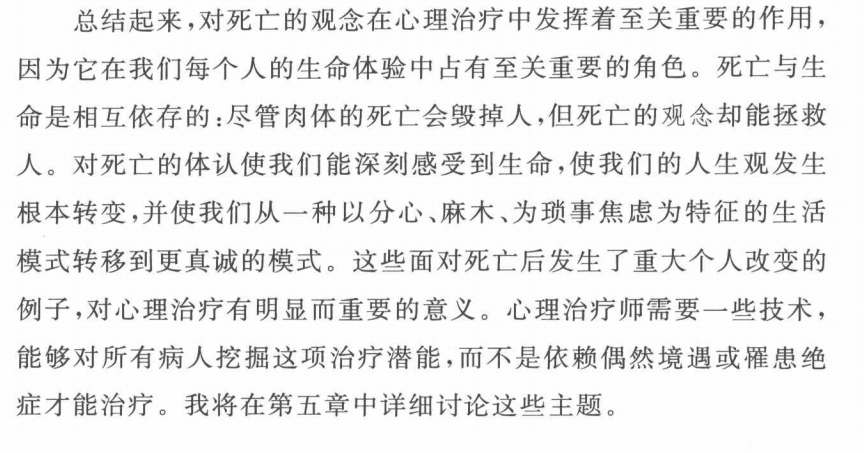 总结起来，对死亡的观念在心理治疗中发挥着至关重要的作用，
因为它在我们每个人的生命体验中占有至关重要的角色。死亡与生
命是相互依存的：尽管肉体的死亡会毁掉人，但死亡的观念却能拯救
人。对死亡的体认使我们能深刻感受到生命，使我们的人生观发生
根本转变，并使我们从一种以分心、麻木、为琐事焦虑为特征的生活
模式转移到更真诚的模式。这些面对死亡后发生了重大个人改变的
例子，对心理治疗有明显而重要的意义。心理治疗师需要一些技术，
能够对所有病人挖掘这项治疗潜能，而不是依赖偶然境遇或罹患绝
症才能治疗。我将在第五章中详细讨论这些主题。